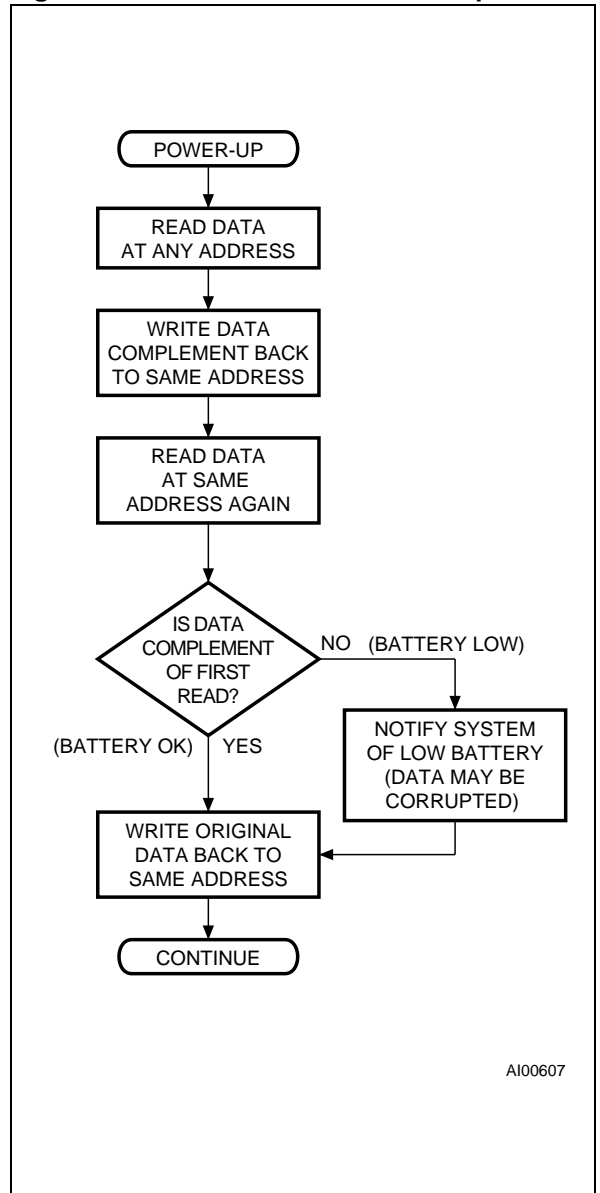 POWER-UP
READ DATA
AT ANY ADDRESS
WRITE DATA
COMPLEMENT BACK
TO SAME ADDRESS
READ DATA
AT SAME
ADDRESS AGAIN
IS DATA
COMPLEMENT
OF FIRST
READ?
NO (BATTERY LOW)
(BATTERY OK) YES
NOTIFY SYSTEM
OF LOW BATTERY
(DATA MAY BE
CORRUPTED)
WRITE ORIGINAL
DATA BACK TO
SAME ADDRESS
CONTINUE
AI00607